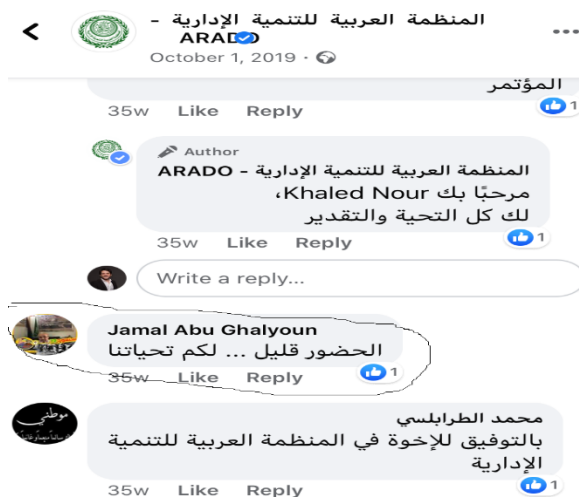 المنظمة العربية للتنمية الإدارية -
ARADO
October 1, 2019
المؤتمر
1
35w Like Reply
Author
المنظمة العربية للتنمية الإدارية - ARADO
مرحبًا بك Khaled Nour،
لك كل التحية والتقدير
1
35w Like Reply
Write a reply...
Jamal Abu Ghalyoun
الحضور قليل ... لكم تحياتنا
1
35w Like Reply
موطني
محمد الطرابلسي
بالتوفيق للإخوة في المنظمة العربية للتنمية
الإدارية
1
35w Like Reply